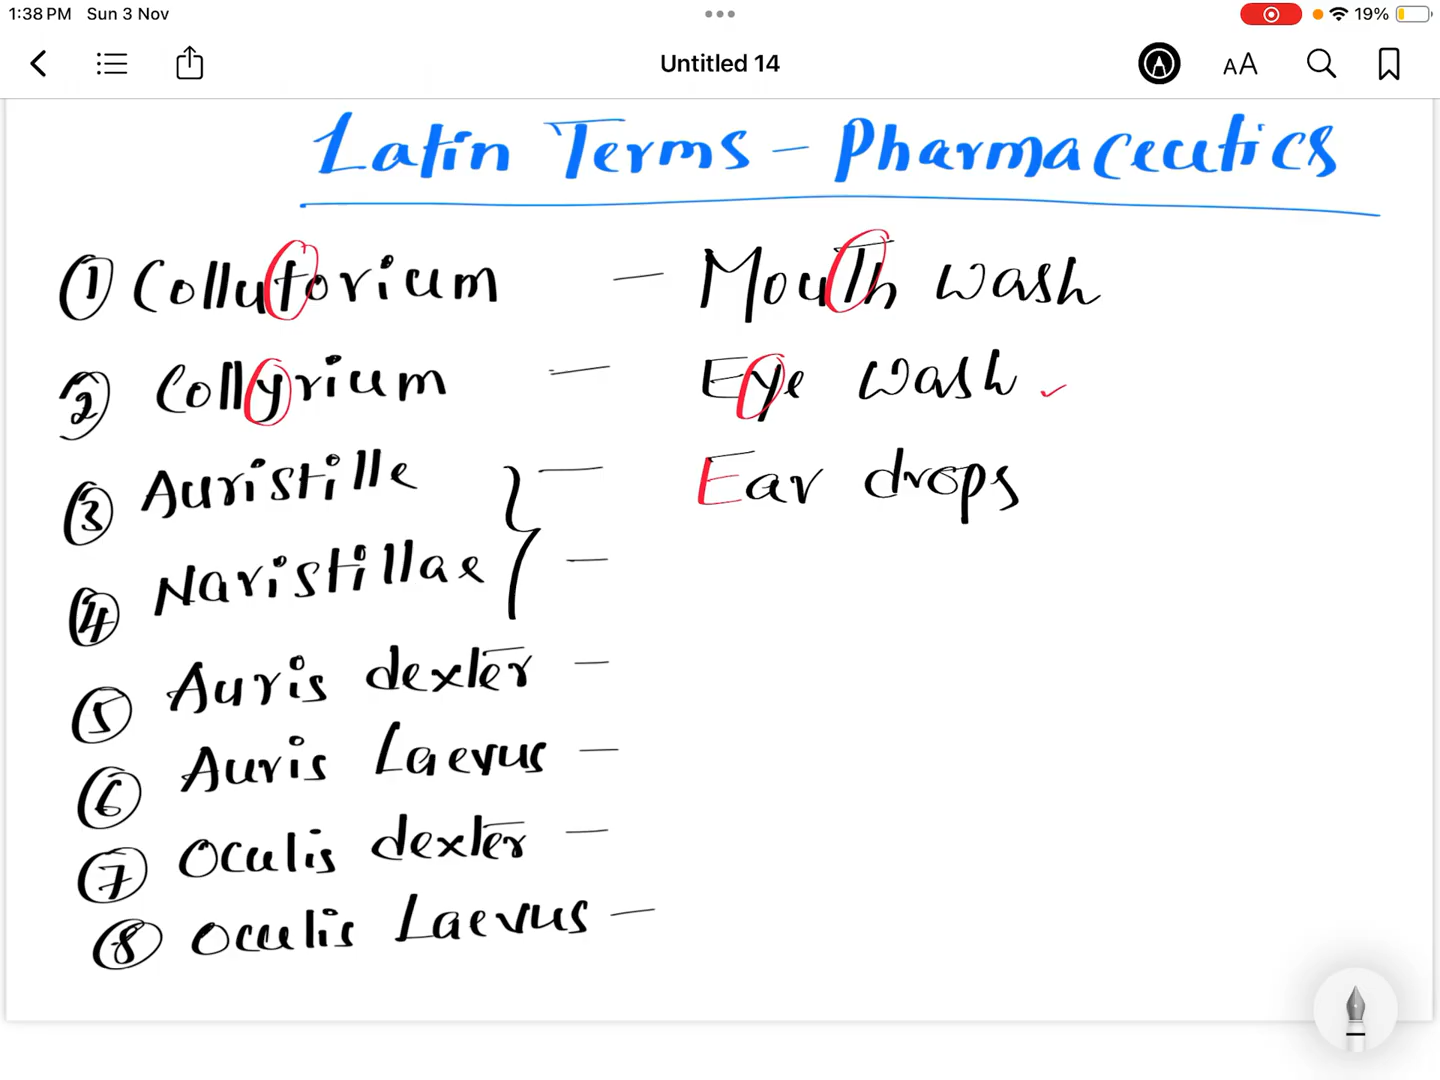 1:38 PM Sun 3 Nov 19%
Untitled 14
AA
Latin Terms - Pharmaceutics
① Collutorium — Mouth wash
② Collyrium — Eye wash ✓
③ Auristille — Ear drops
④ Naristillae —
⑤ Auris dexter —
⑥ Auris Laevus —
⑦ Oculis dexter —
⑧ Oculis Laevus —